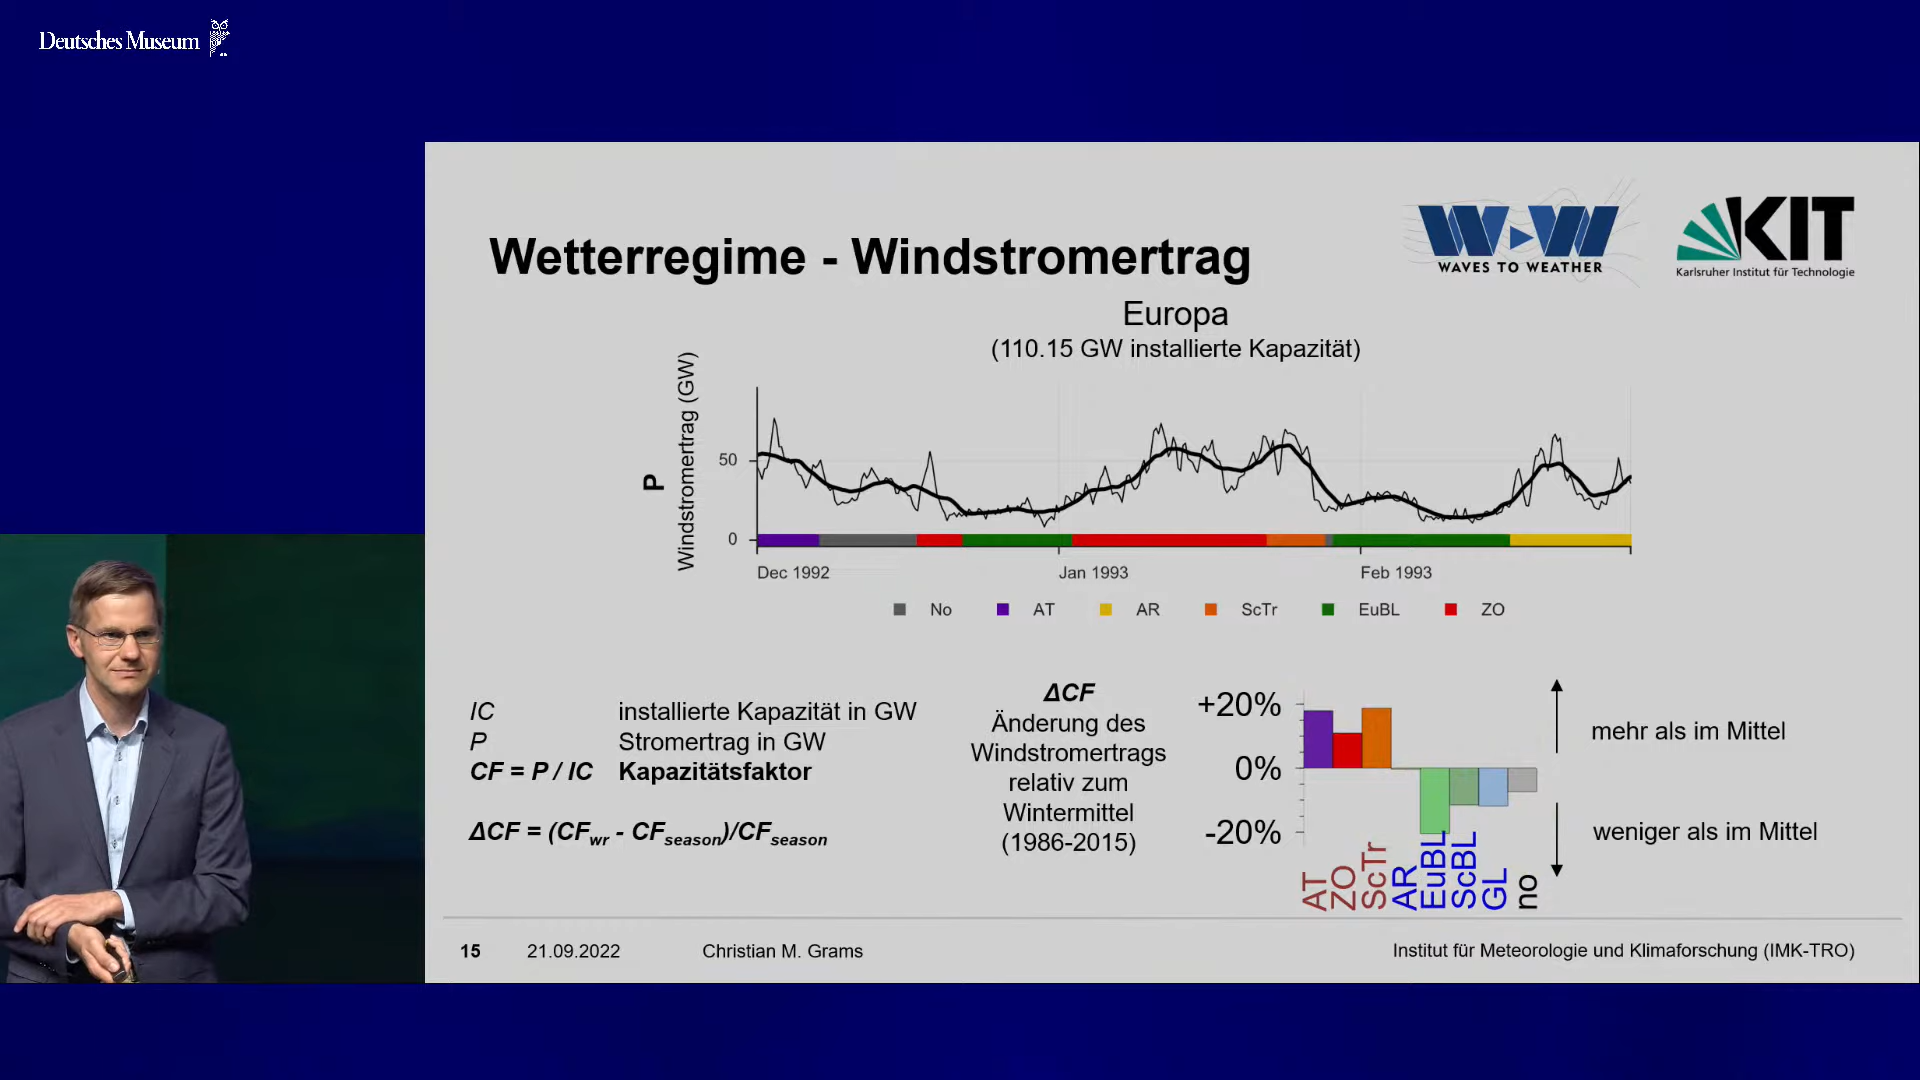 Deutsches Museum
Wetterregime - Windstromertrag
WAVES TO WEATHER
KIT
Karlsruher Institut für Technologie
Europa
(110.15 GW installierte Kapazität)
P
Windstromertrag (GW)
50
0
Dec 1992
Jan 1993
Feb 1993
No
AT
AR
ScTr
EuBL
ZO
IC installierte Kapazität in GW
P Stromertrag in GW
CF = P / IC Kapazitätsfaktor
ΔCF = (CFwr - CFseason)/CFseason
ΔCF
Änderung des
Windstromertrags
relativ zum
Wintermittel
(1986-2015)
+20%
0%
-20%
AT
ZO
ScTr
AR
EuBL
ScBL
GL
no
mehr als im Mittel
weniger als im Mittel
15 21.09.2022 Christian M. Grams Institut für Meteorologie und Klimaforschung (IMK-TRO)